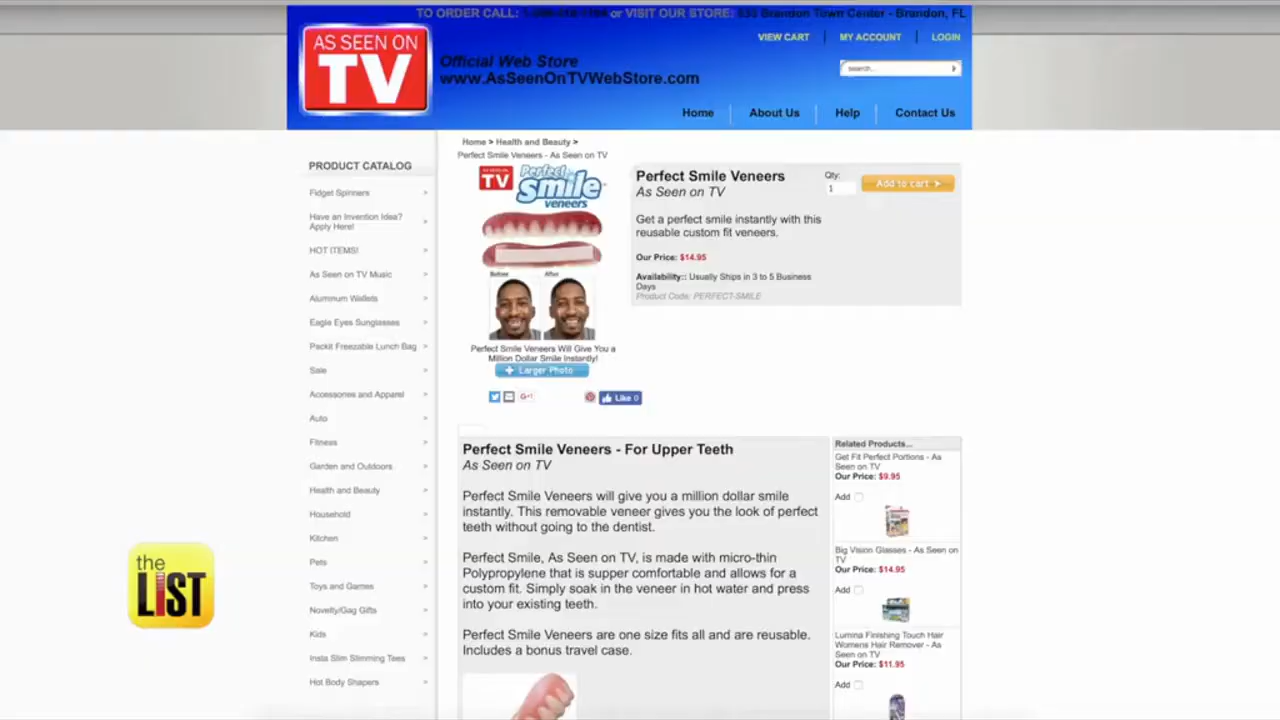 TO ORDER CALL: or VISIT OUR STORE: Brandon Town Center - Brandon, FL
AS SEEN ON
TV
Official Web Store
www.AsSeenOnTVWebStore.com
VIEW CART
MY ACCOUNT
LOGIN
search...
Home
About Us
Help
Contact Us
PRODUCT CATALOG
Fidget Spinners
Have an Invention Idea?
Apply Here!
HOT ITEMS!
As Seen on TV Music
Aluminum Wallets
Eagle Eyes Sunglasses
Packit Freezable Lunch Bag
Sale
Accessories and Apparel
Auto
Fitness
Garden and Outdoors
Health and Beauty
Household
Kitchen
Pets
Toys and Games
Novelty/Gag Gifts
Kids
Insta Slim Slimming Tees
Hot Body Shapers
Home > Health and Beauty >
Perfect Smile Veneers - As Seen on TV
TV
Perfect
Smile
veneers
Before
After
Perfect Smile Veneers Will Give You a
Million Dollar Smile Instantly!
Larger Photo
G+1
Like 0
Perfect Smile Veneers
As Seen on TV
Get a perfect smile instantly with this
reusable custom fit veneers.
Our Price: $14.95
Availability:: Usually Ships in 3 to 5 Business
Days
Product Code: PERFECT-SMILE
Qty:
1
Add to cart
Perfect Smile Veneers - For Upper Teeth
As Seen on TV
Perfect Smile Veneers will give you a million dollar smile
instantly. This removable veneer gives you the look of perfect
teeth without going to the dentist.
Perfect Smile, As Seen on TV, is made with micro-thin
Polypropylene that is supper comfortable and allows for a
custom fit. Simply soak in the veneer in hot water and press
into your existing teeth.
Perfect Smile Veneers are one size fits all and are reusable.
Includes a bonus travel case.
Related Products...
Get Fit Perfect Portions - As
Seen on TV
Our Price: $9.95
Add
Big Vision Glasses - As Seen on
TV
Our Price: $14.95
Add
Lumina Finishing Touch Hair
Womens Hair Remover - As
Seen on TV
Our Price: $11.95
Add
the
LIST